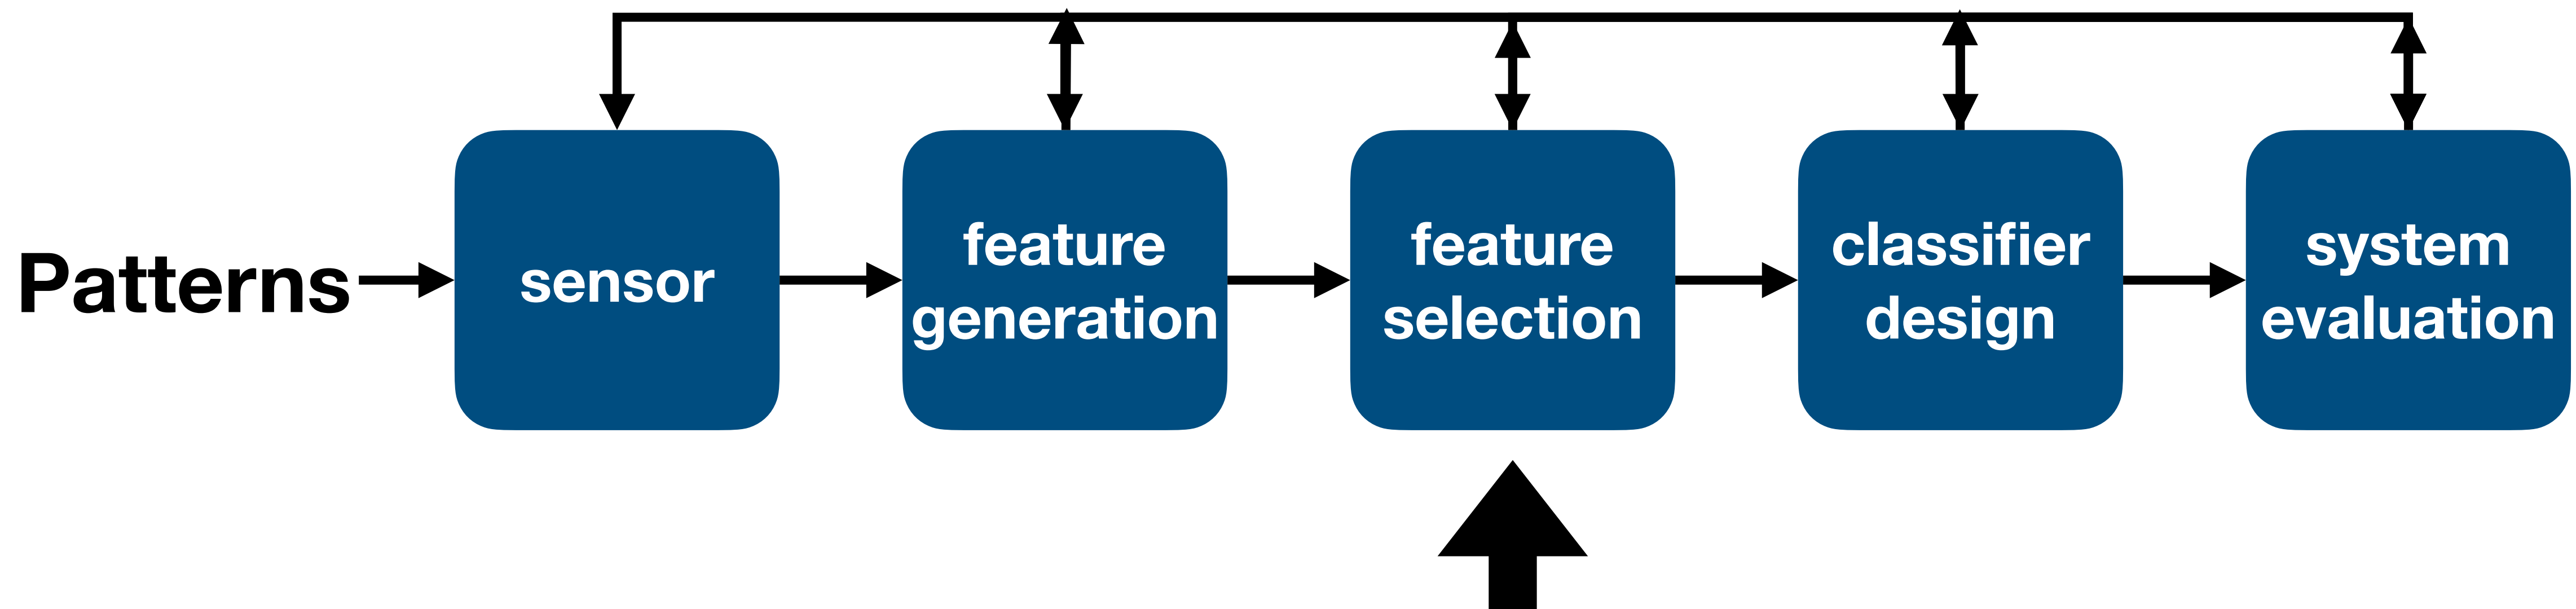 Patterns
sensor
feature
generation
feature
selection
classifier
design
system
evaluation